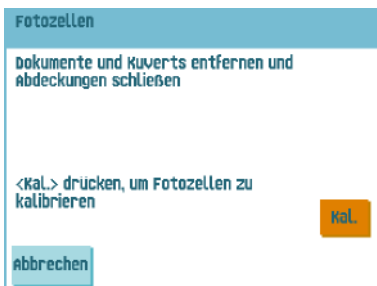 Fotozellen
Dokumente und Kuverts entfernen und
Abdeckungen schließen
<Kal.> drücken, um Fotozellen zu
kalibrieren
Kal.
Abbrechen